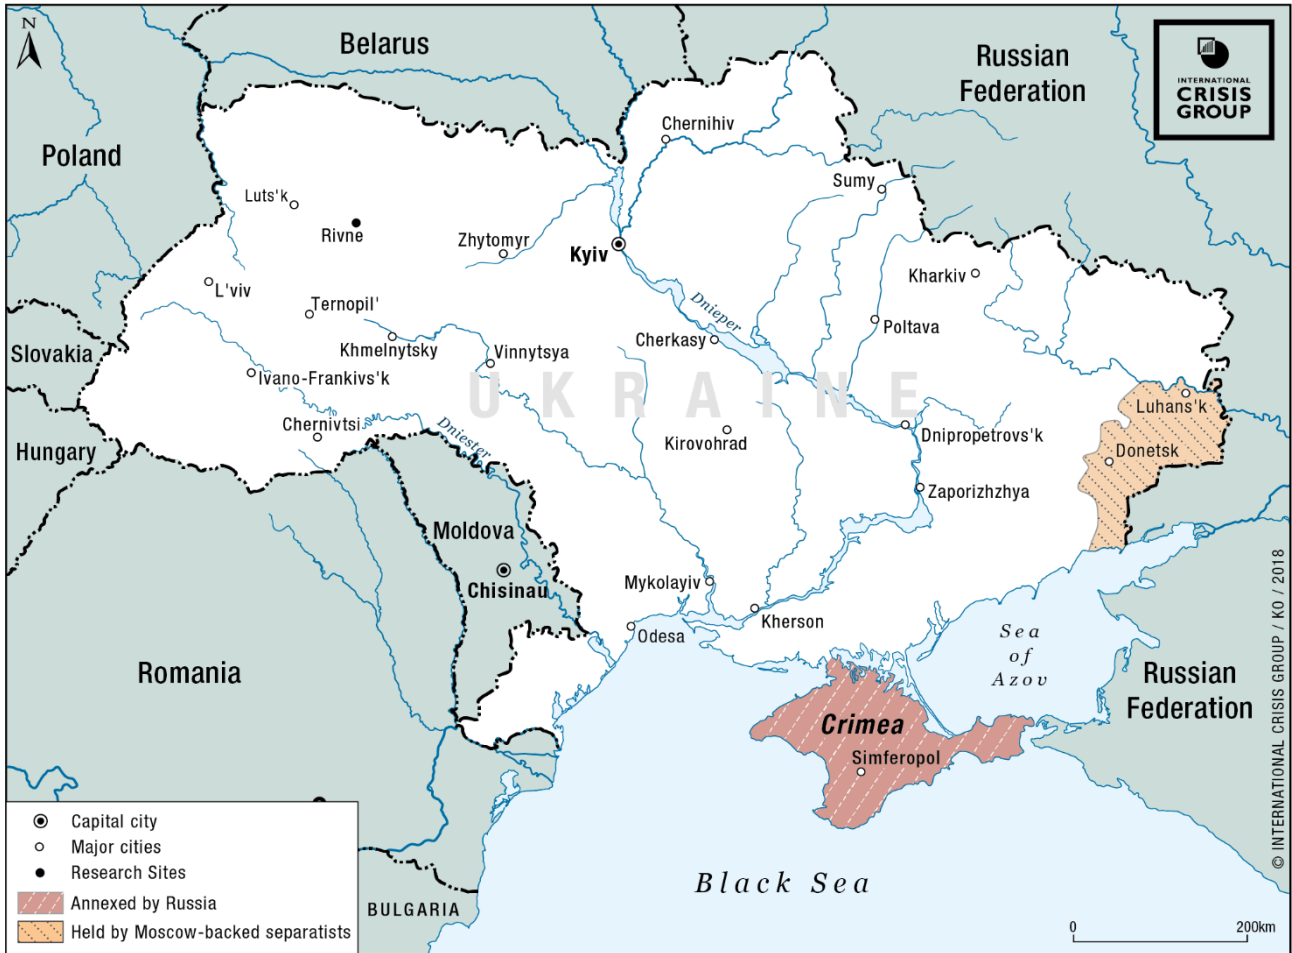 N
Belarus
Russian
Federation
INTERNATIONAL
CRISIS
GROUP
Poland
Chernihiv
Sumy
Luts'k
Rivne
Zhytomyr
Kyiv
Kharkiv
L'viv
Ternopil'
Dnieper
Poltava
Slovakia
Khmelnytsky
Vinnytsya
Cherkasy
Ivano-Frankivs'k
UKRAINE
Luhans'k
Chernivtsi
Dniester
Kirovohrad
Dnipropetrovs'k
Hungary
Donetsk
Zaporizhzhya
Moldova
Chisinau
Mykolayiv
Kherson
Odesa
Sea
of
Azov
Romania
Russian
Federation
Crimea
Simferopol
Black Sea
Capital city
Major cities
Research Sites
Annexed by Russia
Held by Moscow-backed separatists
BULGARIA
0 200km
© INTERNATIONAL CRISIS GROUP / KO / 2018